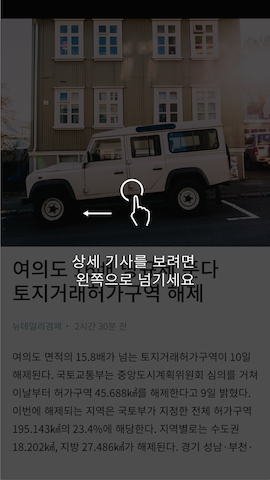 상세 기사를 보려면
왼쪽으로 넘기세요
여의도
토지거래허가구역 해제
뉴데일리경제 • 2시간 30분 전
여의도 면적의 15.8배가 넘는 토지거래허가구역이 10일
해제된다. 국토교통부는 중앙도시계획위원회 심의를 거쳐
이날부터 허가구역 45.688㎢를 해제한다고 9일 밝혔다.
이번에 해제되는 지역은 국토부가 지정한 전체 허가구역
195.143㎢의 23.4%에 해당한다. 지역별로는 수도권
18.202㎢, 지방 27.486㎢가 해제된다. 경기 성남·부천·